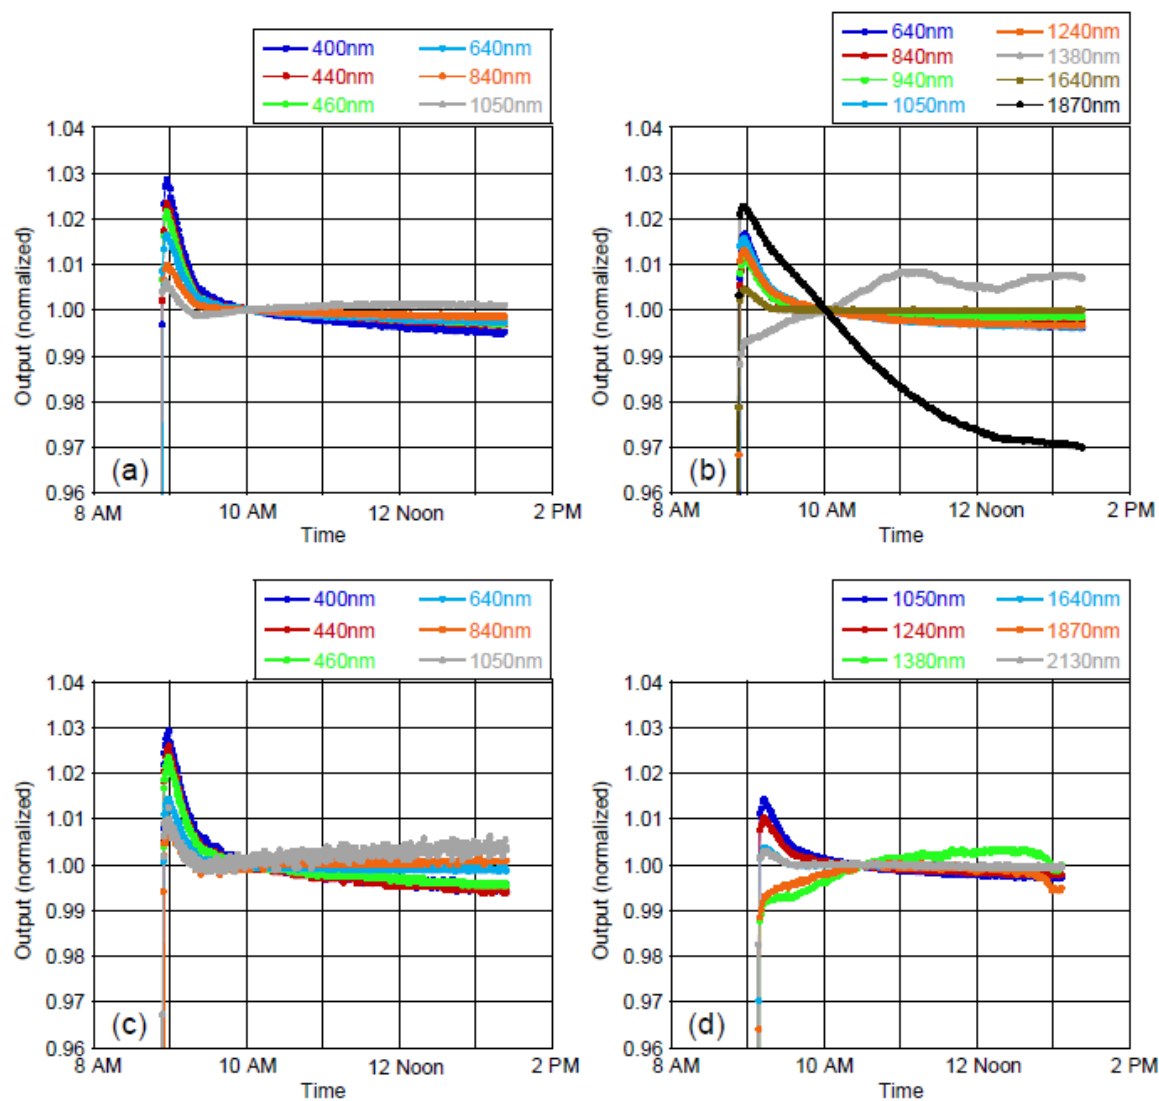 400nm 640nm
440nm 840nm
460nm 1050nm
1.04
1.03
1.02
1.01
1.00
0.99
0.98
0.97
0.96
Output (normalized)
(a)
8 AM 10 AM 12 Noon 2 PM
Time
640nm 1240nm
840nm 1380nm
940nm 1640nm
1050nm 1870nm
1.04
1.03
1.02
1.01
1.00
0.99
0.98
0.97
0.96
Output (normalized)
(b)
8 AM 10 AM 12 Noon 2 PM
Time
400nm 640nm
440nm 840nm
460nm 1050nm
1.04
1.03
1.02
1.01
1.00
0.99
0.98
0.97
0.96
Output (normalized)
(c)
8 AM 10 AM 12 Noon 2 PM
Time
1050nm 1640nm
1240nm 1870nm
1380nm 2130nm
1.04
1.03
1.02
1.01
1.00
0.99
0.98
0.97
0.96
Output (normalized)
(d)
8 AM 10 AM 12 Noon 2 PM
Time